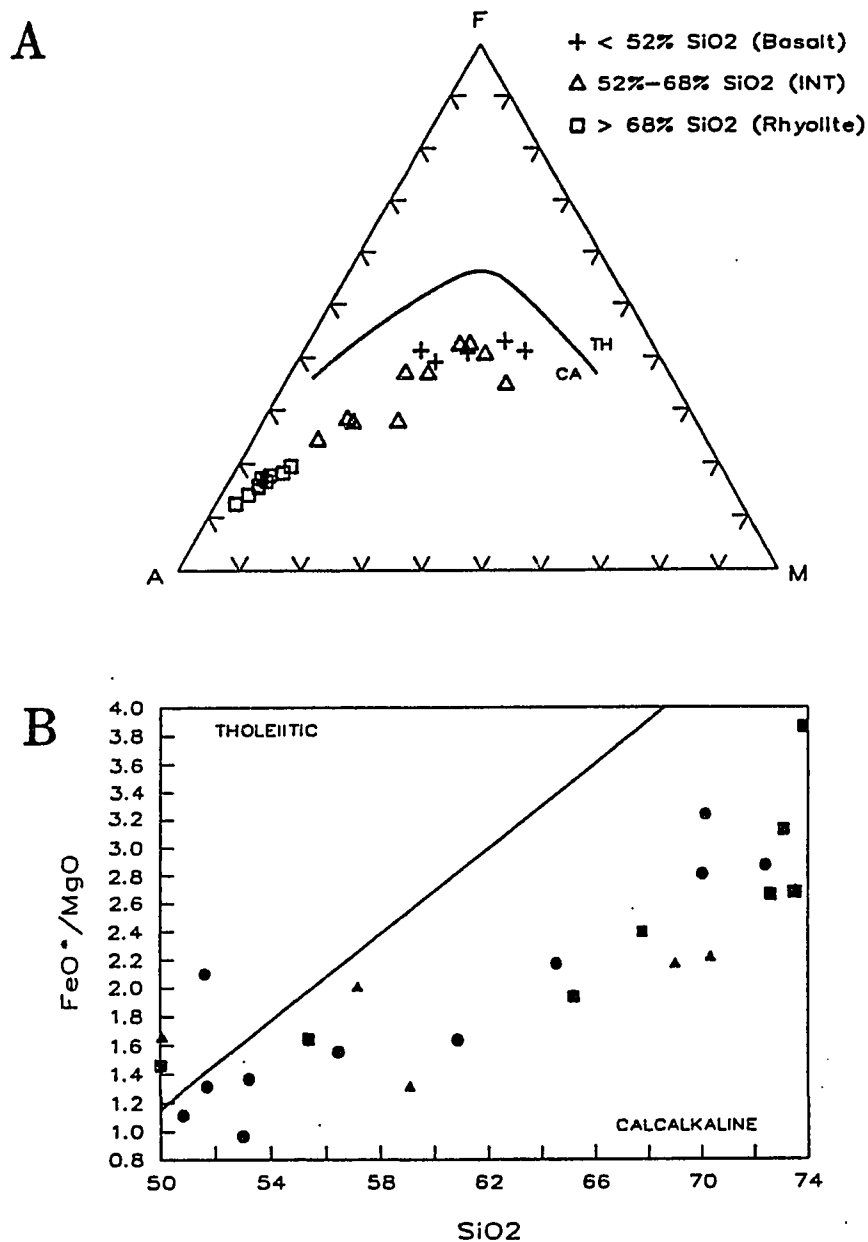 A
F
+ < 52% SiO2 (Basalt)
△ 52%-68% SiO2 (INT)
□ > 68% SiO2 (Rhyolite)
TH
CA
A
M
B
4.0
3.8
3.6
3.4
3.2
3.0
2.8
2.6
2.4
2.2
2.0
1.8
1.6
1.4
1.2
1.0
0.8
FeO*/MgO
THOLEIITIC
CALCALKALINE
50 54 58 62 66 70 74
SiO2